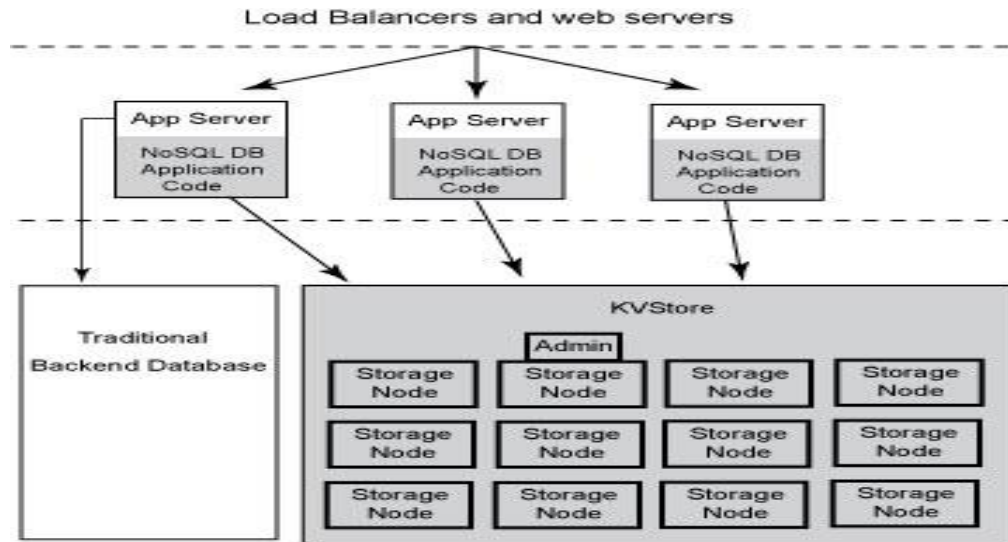 Load Balancers and web servers
App Server
NoSQL DB
Application
Code
App Server
NoSQL DB
Application
Code
App Server
NoSQL DB
Application
Code
Traditional
Backend Database
KVStore
Admin
Storage
Node
Storage
Node
Storage
Node
Storage
Node
Storage
Node
Storage
Node
Storage
Node
Storage
Node
Storage
Node
Storage
Node
Storage
Node
Storage
Node